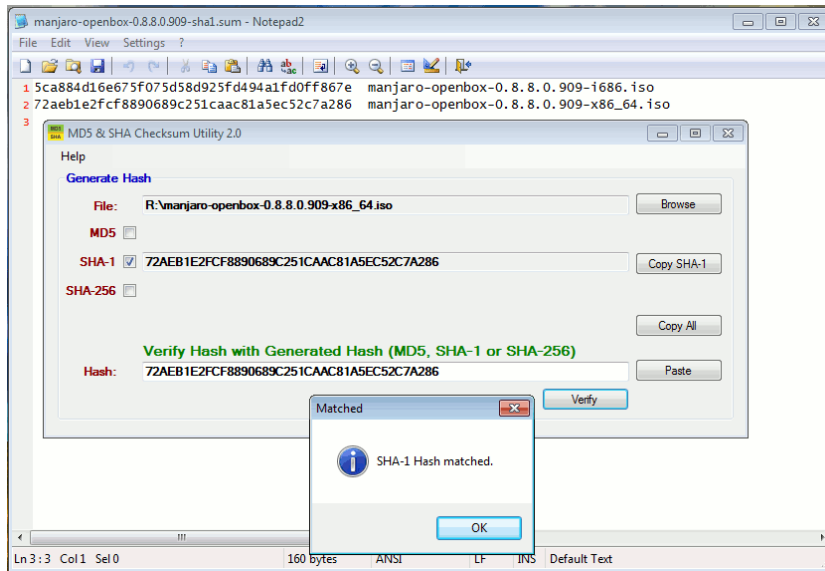 manjaro-openbox-0.8.8.0.909-sha1.sum - Notepad2
File Edit View Settings ?
1 5ca884d16e675f075d58d925fd494a1fd0ff867e manjaro-openbox-0.8.8.0.909-i686.iso
2 72aeb1e2fcf8890689c251caac81a5ec52c7a286 manjaro-openbox-0.8.8.0.909-x86_64.iso
3
MD5 & SHA Checksum Utility 2.0
Help
Generate Hash
File: R:\manjaro-openbox-0.8.8.0.909-x86_64.iso Browse
MD5
SHA-1 72AEB1E2FCF8890689C251CAAC81A5EC52C7A286 Copy SHA-1
SHA-256
Copy All
Verify Hash with Generated Hash (MD5, SHA-1 or SHA-256)
Hash: 72AEB1E2FCF8890689C251CAAC81A5EC52C7A286 Paste
Verify
Matched
SHA-1 Hash matched.
OK
Ln 3 : 3 Col 1 Sel 0 160 bytes ANSI LF INS Default Text